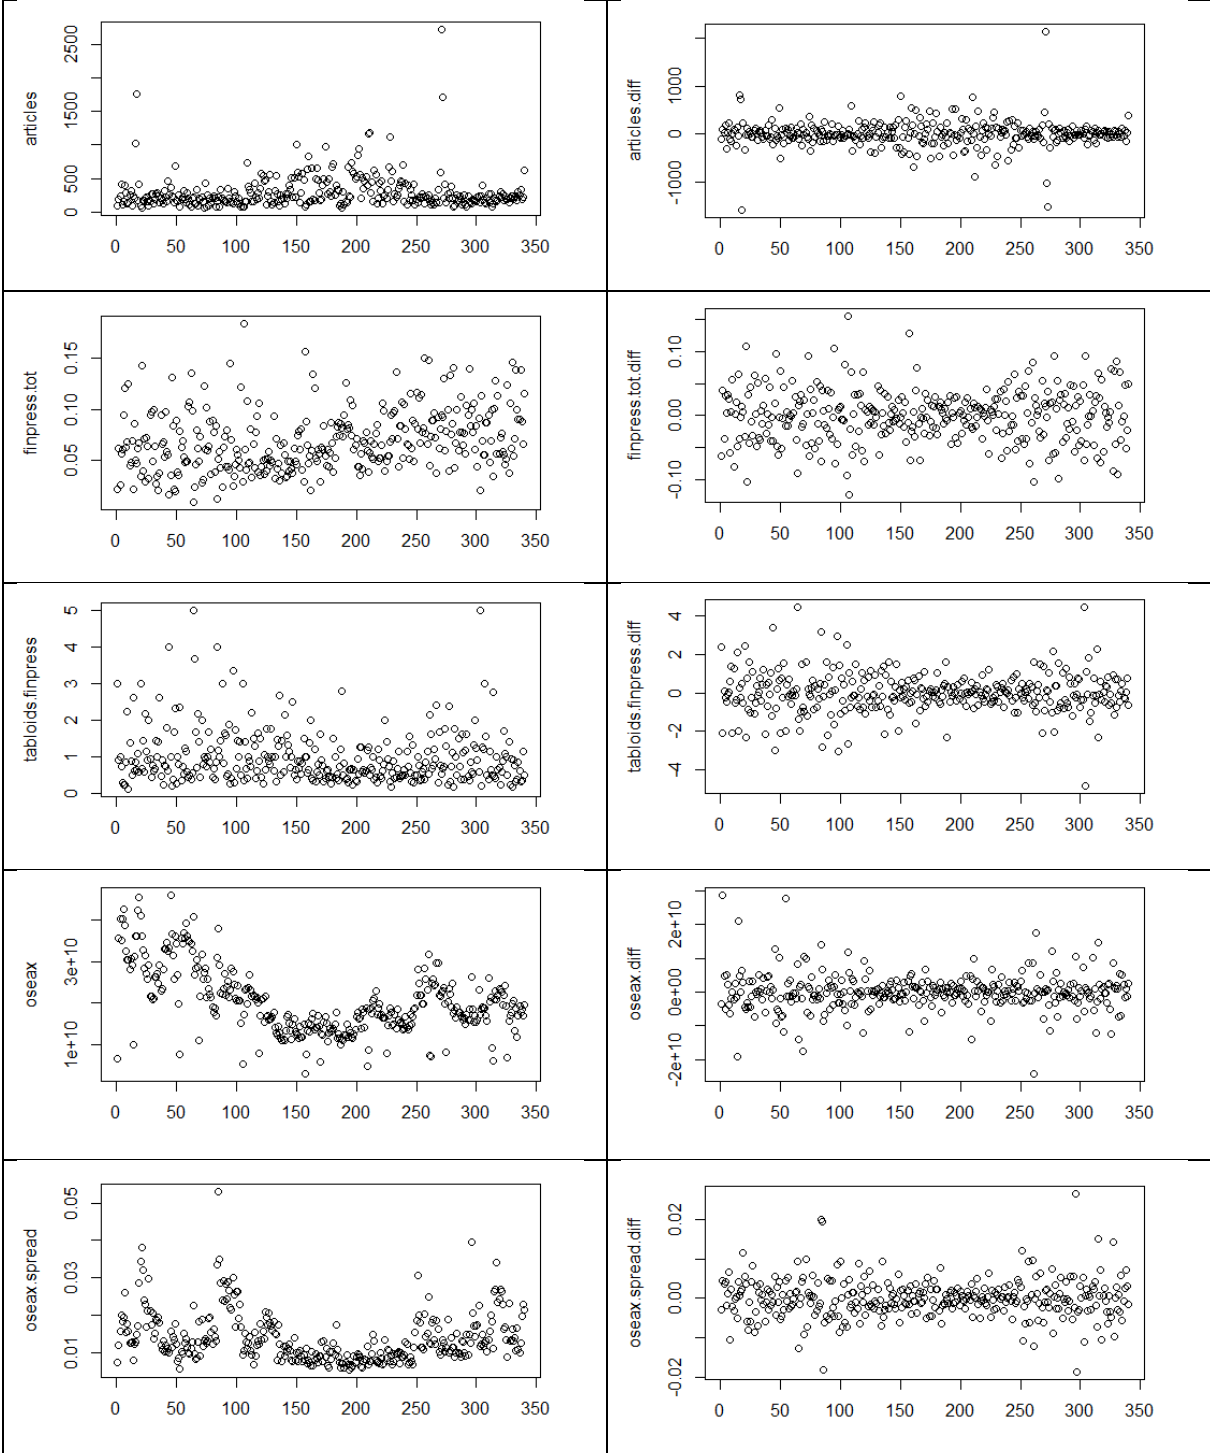 articles
2500
1500
500
0
0 50 100 150 200 250 300 350
articles.diff
1000
0
-1000
0 50 100 150 200 250 300 350
finpress.tot
0.15
0.10
0.05
0 50 100 150 200 250 300 350
finpress.tot.diff
0.10
0.00
-0.10
0 50 100 150 200 250 300 350
tabloids.finpress
5
4
3
2
1
0
0 50 100 150 200 250 300 350
tabloids.finpress.diff
4
2
0
-2
-4
0 50 100 150 200 250 300 350
oseax
3e+10
1e+10
0 50 100 150 200 250 300 350
oseax.diff
2e+10
0e+00
-2e+10
0 50 100 150 200 250 300 350
oseax.spread
0.05
0.03
0.01
0 50 100 150 200 250 300 350
oseax.spread.diff
0.02
0.00
-0.02
0 50 100 150 200 250 300 350